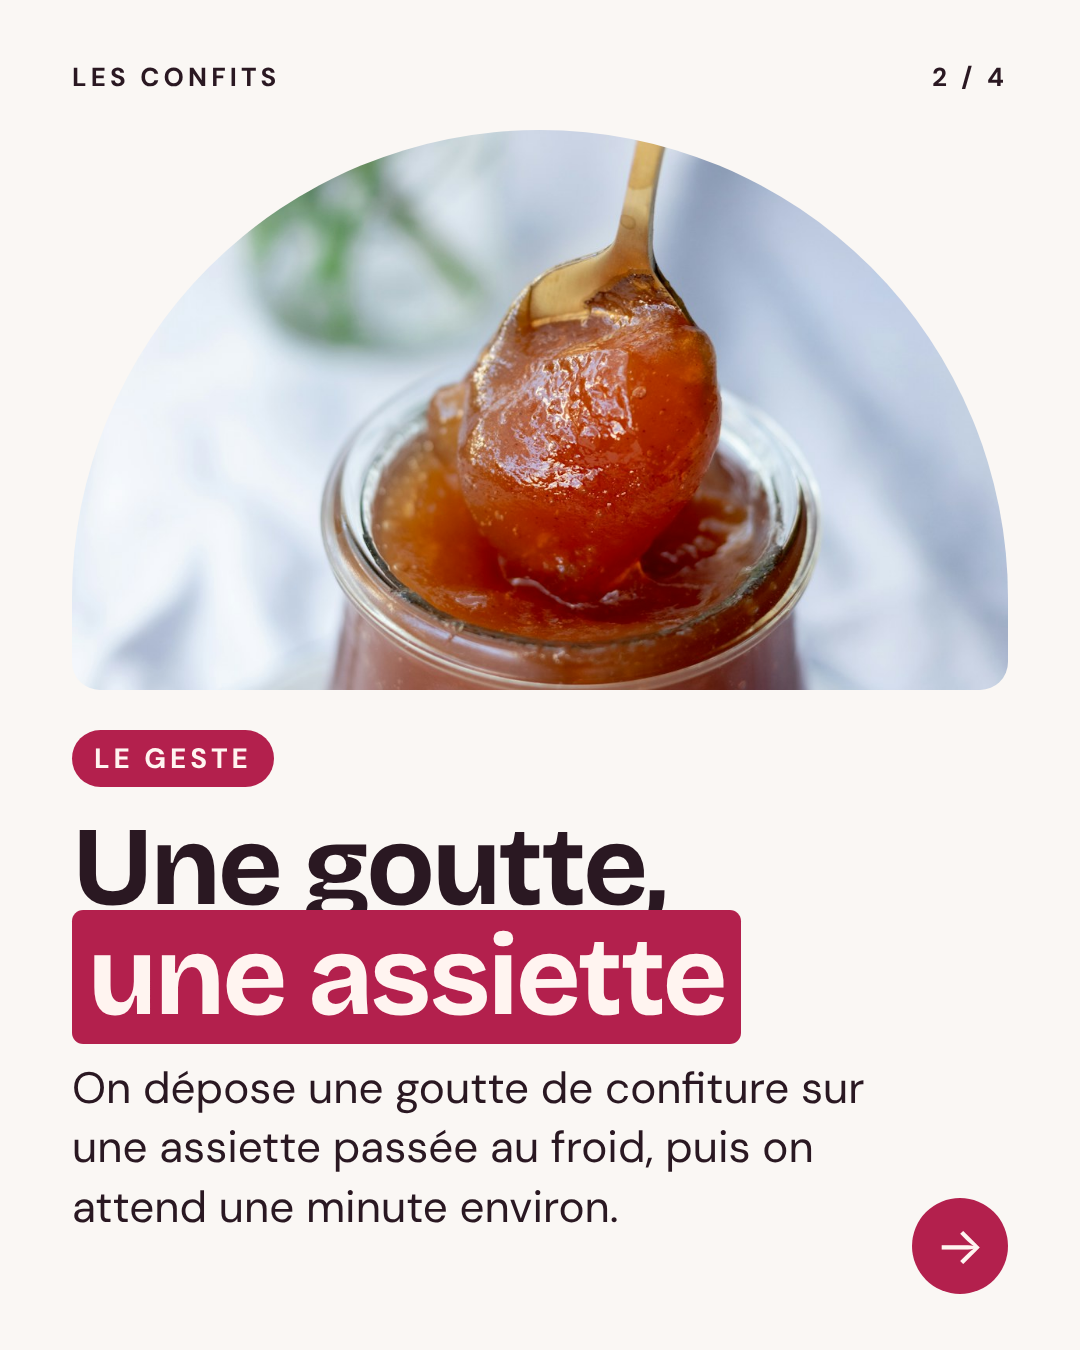 LES CONFITS
2 / 4
LE GESTE
Une goutte,
une assiette
On dépose une goutte de confiture sur
une assiette passée au froid, puis on
attend une minute environ.